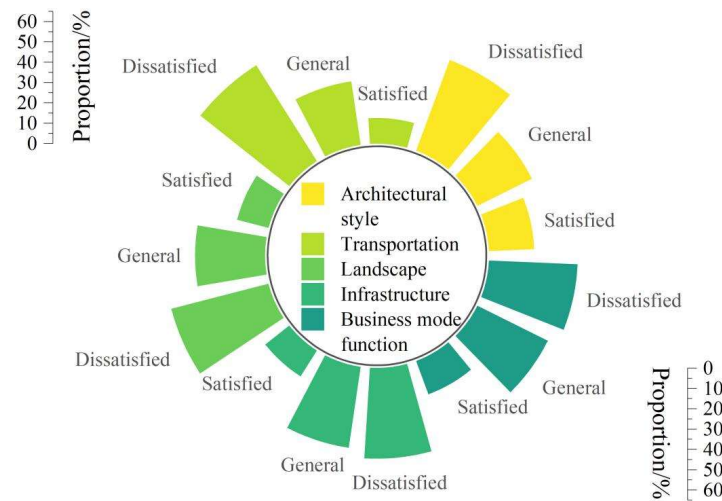 60
50
40
30
20
10
0
Proportion/%
Dissatisfied
General
Satisfied
Dissatisfied
General
Satisfied
Satisfied
General
Dissatisfied
Architectural
style
Transportation
Landscape
Infrastructure
Business mode
function
Dissatisfied
General
Satisfied
Satisfied
General
Dissatisfied
Proportion/%
0
10
20
30
40
50
60